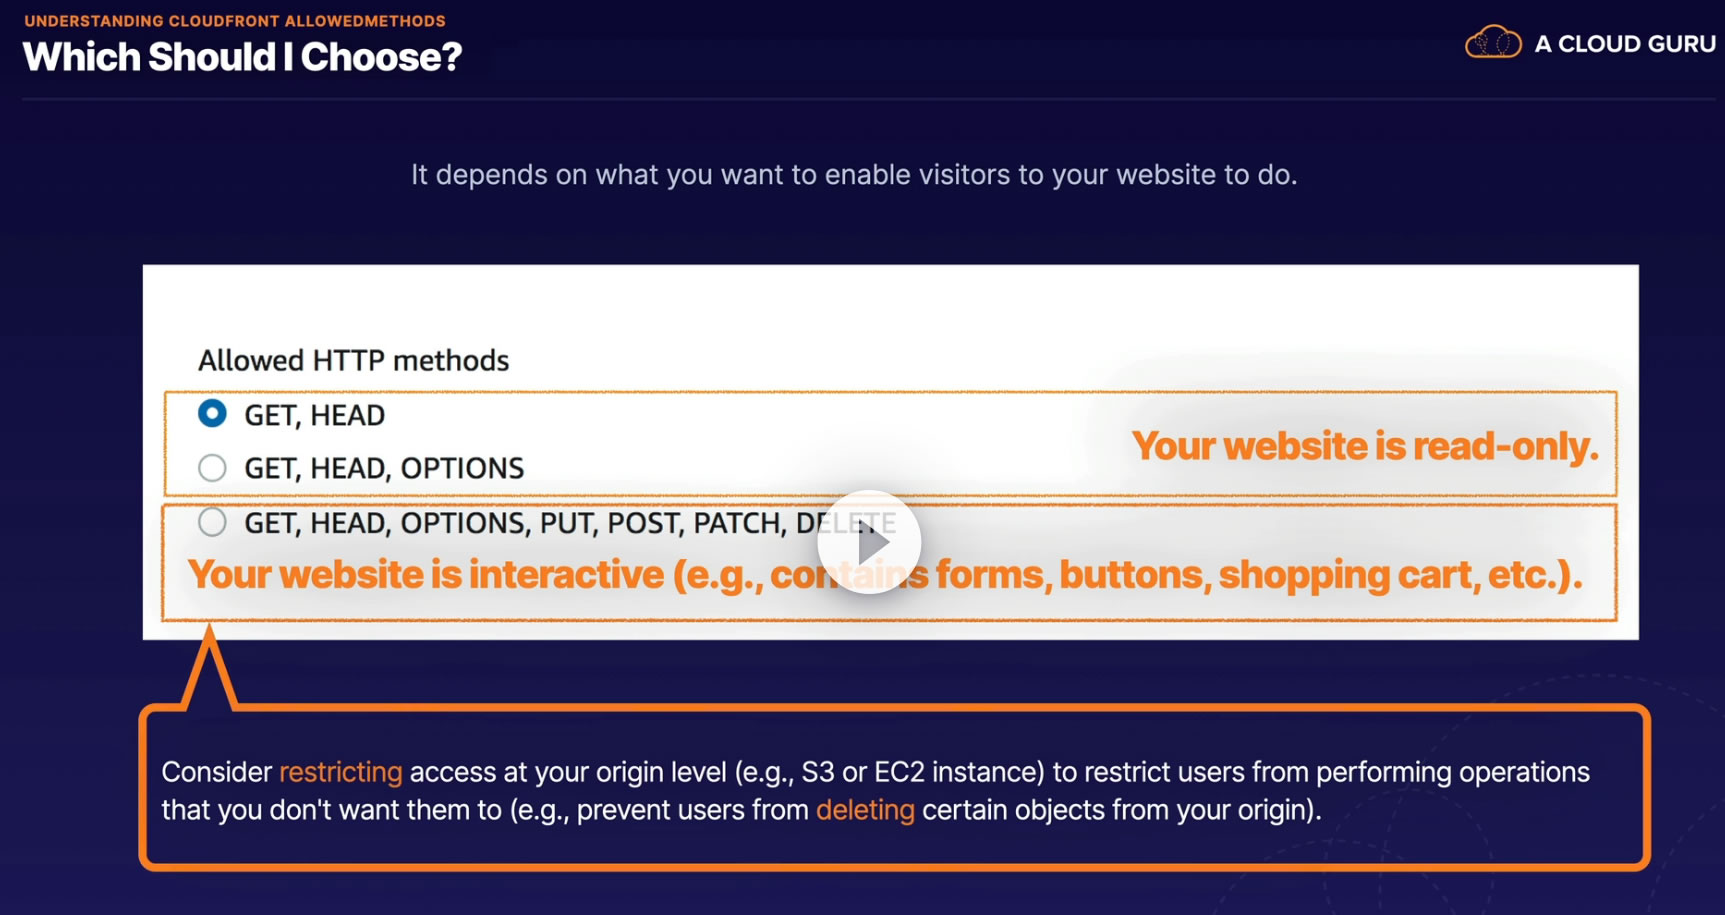 UNDERSTANDING CLOUDFRONT ALLOWEDMETHODS
Which Should I Choose?
A CLOUD GURU
It depends on what you want to enable visitors to your website to do.
Allowed HTTP methods
GET, HEAD
Your website is read-only.
GET, HEAD, OPTIONS
GET, HEAD, OPTIONS, PUT, POST, PATCH, DELETE
Your website is interactive (e.g., contains forms, buttons, shopping cart, etc.).
Consider restricting access at your origin level (e.g., S3 or EC2 instance) to restrict users from performing operations
that you don't want them to (e.g., prevent users from deleting certain objects from your origin).